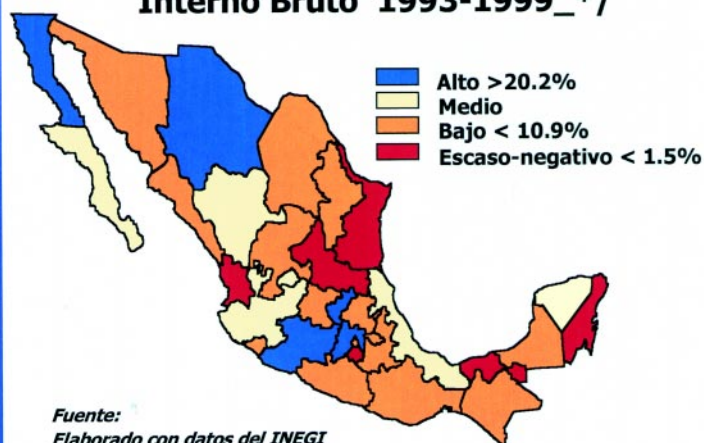 Interno Bruto 1993-1999_*/
Alto >20.2%
Medio
Bajo < 10.9%
Escaso-negativo < 1.5%
Fuente:
Elaborado con datos del INEGI